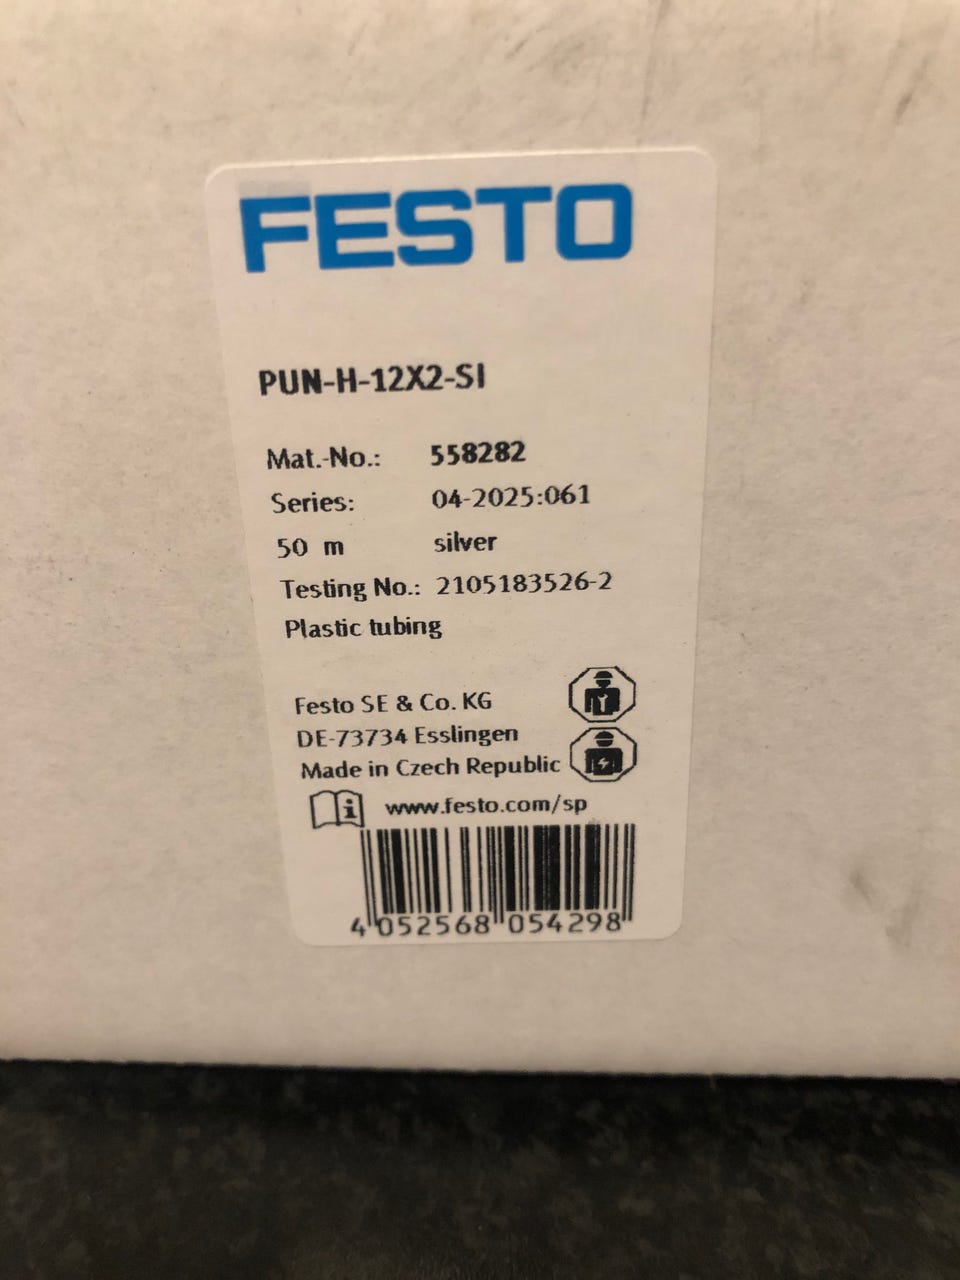 FESTO
PUN-H-12X2-SI
Mat.-No.: 558282
Series: 04-2025:061
50 m silver
Testing No.: 2105183526-2
Plastic tubing
Festo SE & Co. KG
DE-73734 Esslingen
Made in Czech Republic
www.festo.com/sp
4 052568 054298